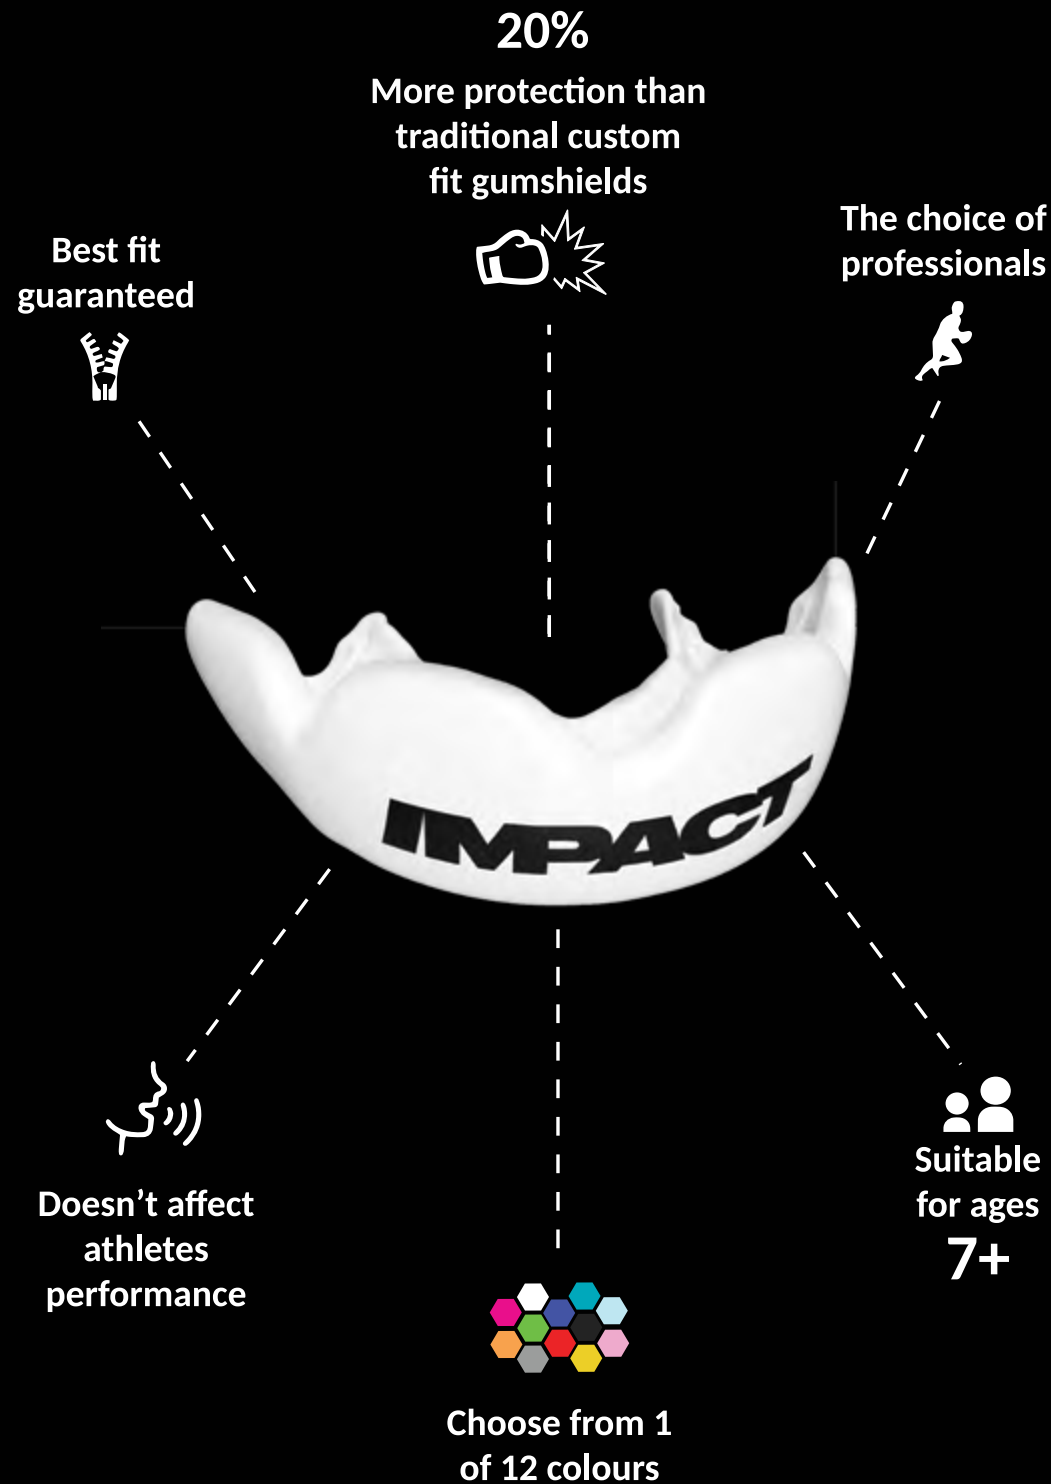 20%
More protection than
traditional custom
fit gumshields
The choice of
professionals
Best fit
guaranteed
IMPACT
Doesn’t affect
athletes
performance
Suitable
for ages
7+
Choose from 1
of 12 colours